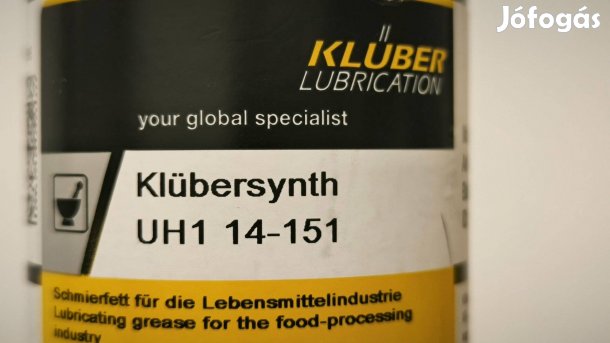 Jófogás
KLÜBER
LUBRICATION
your global specialist
Klübersynth
UH1 14-151
Schmierfett für die Lebensmittelindustrie
Lubricating grease for the food-processing
industry